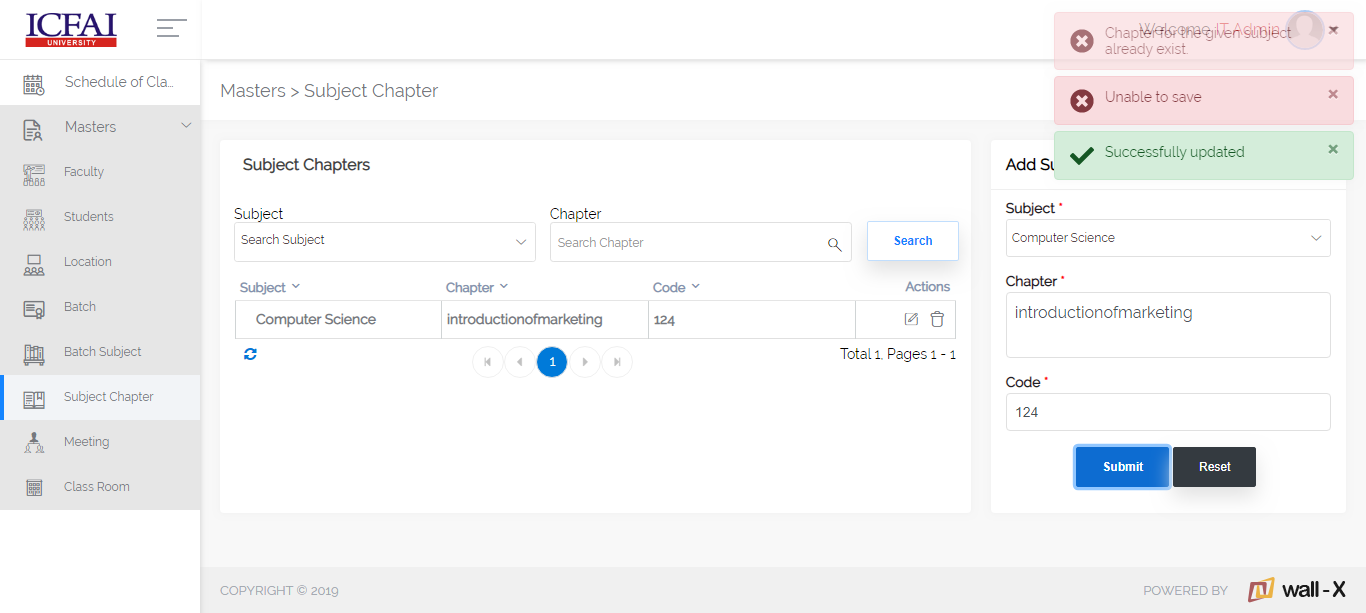 ICFAI
UNIVERSITY
Welcome IT Admin
Chapter for the given subject
already exist.
×
Unable to save
×
Successfully updated
×
Schedule of Cla...
Masters
Faculty
Students
Location
Batch
Batch Subject
Subject Chapter
Meeting
Class Room
Masters > Subject Chapter
Subject Chapters
Subject
Chapter
Search Subject
Search Chapter
Search
Subject
Chapter
Code
Actions
Computer Science
introductionofmarketing
124
1
Total 1, Pages 1 - 1
Add Su
Subject *
Computer Science
Chapter *
introductionofmarketing
Code *
124
Submit
Reset
COPYRIGHT © 2019
POWERED BY
wall-X